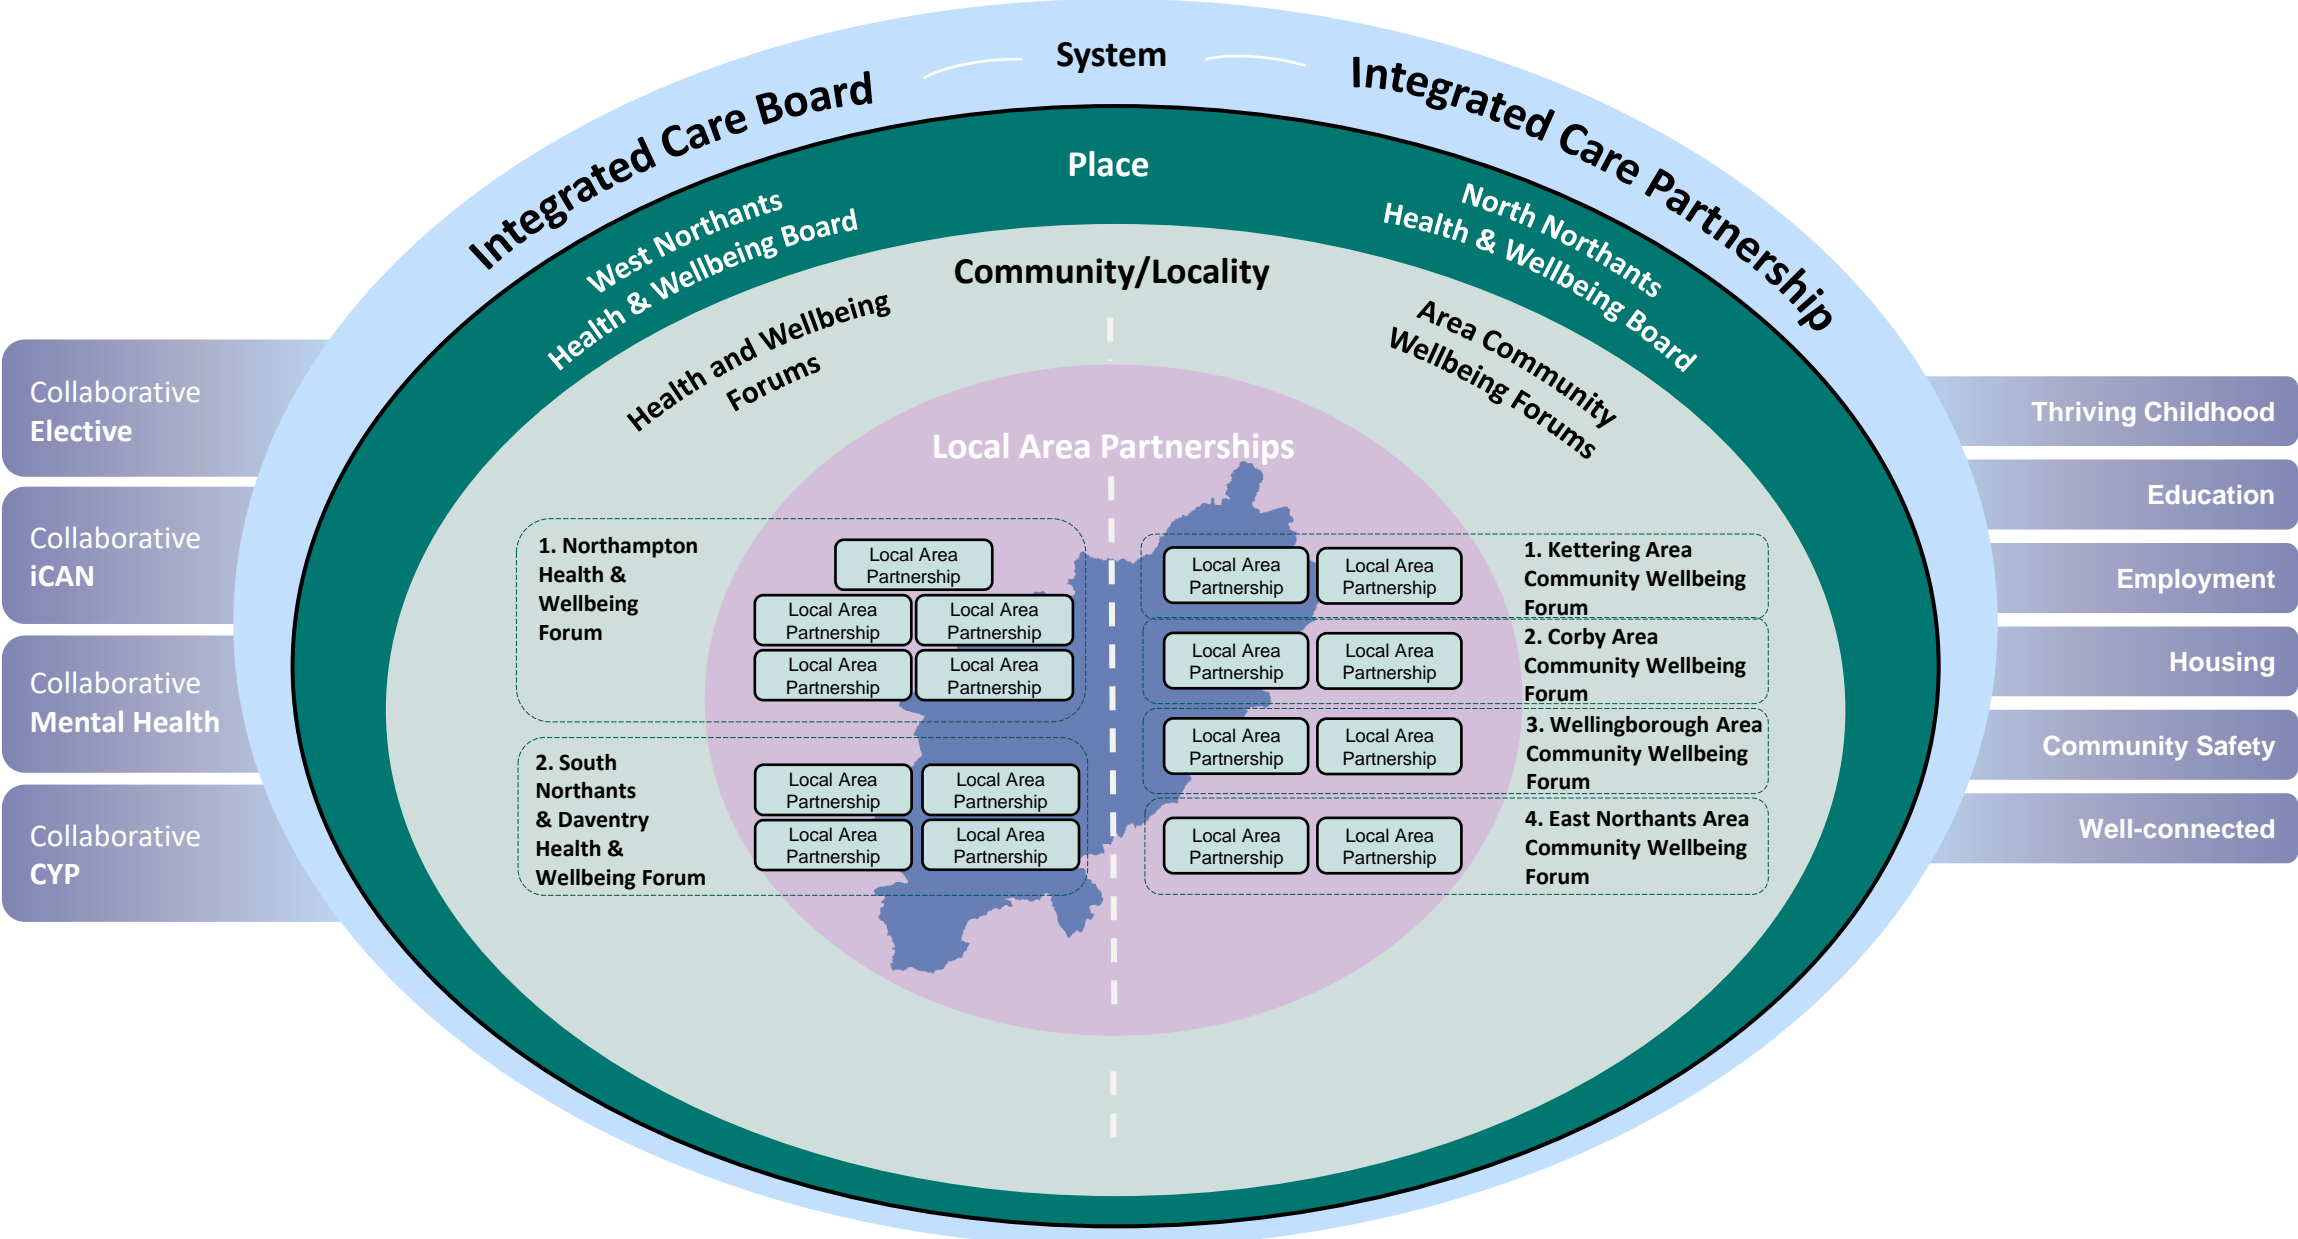 System
Integrated Care Board
Integrated Care Partnership
Place
West Northants
Health & Wellbeing Board
North Northants
Health & Wellbeing Board
Community/Locality
Health and Wellbeing
Forums
Area Community
Wellbeing Forums
Local Area Partnerships
Collaborative
Elective
Collaborative
iCAN
Collaborative
Mental Health
Collaborative
CYP
1. Northampton
Health &
Wellbeing
Forum
Local Area
Partnership
Local Area
Partnership
Local Area
Partnership
Local Area
Partnership
Local Area
Partnership
2. South
Northants
& Daventry
Health &
Wellbeing Forum
Local Area
Partnership
Local Area
Partnership
Local Area
Partnership
Local Area
Partnership
Local Area
Partnership
Local Area
Partnership
1. Kettering Area
Community Wellbeing
Forum
Local Area
Partnership
Local Area
Partnership
2. Corby Area
Community Wellbeing
Forum
Local Area
Partnership
Local Area
Partnership
3. Wellingborough Area
Community Wellbeing
Forum
Local Area
Partnership
Local Area
Partnership
4. East Northants Area
Community Wellbeing
Forum
Thriving Childhood
Education
Employment
Housing
Community Safety
Well-connected